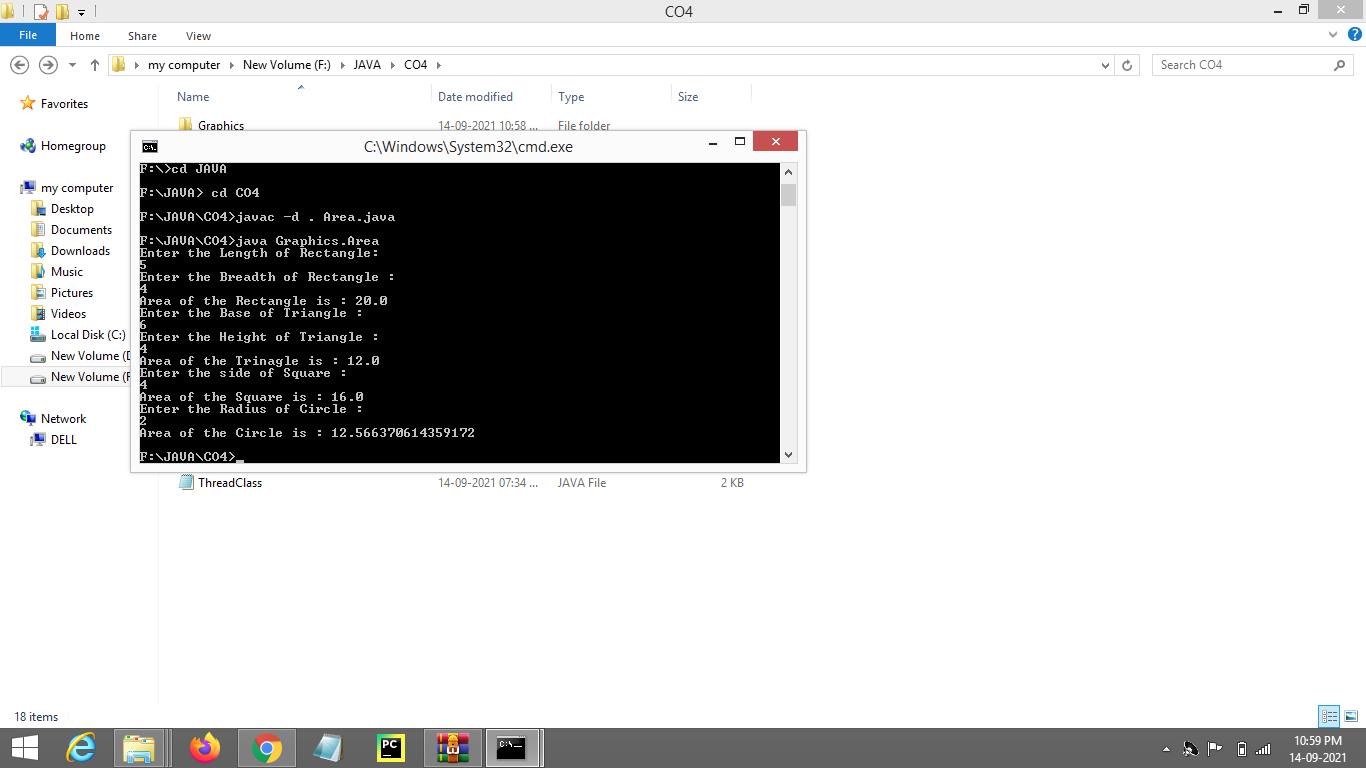 CO4
File Home Share View
my computer New Volume (F:) JAVA CO4 Search CO4
Name Date modified Type Size
Favorites
Homegroup
my computer
Desktop
Documents
Downloads
Music
Pictures
Videos
Local Disk (C:)
New Volume (D
New Volume (F
Network
DELL
Graphics 14-09-2021 10:58 ... File folder
C:\Windows\System32\cmd.exe
F:\>cd JAVA
F:\JAVA> cd CO4
F:\JAVA\CO4>javac -d . Area.java
F:\JAVA\CO4>java Graphics.Area
Enter the Length of Rectangle:
5
Enter the Breadth of Rectangle :
4
Area of the Rectangle is : 20.0
Enter the Base of Triangle :
6
Enter the Height of Triangle :
4
Area of the Trinagle is : 12.0
Enter the side of Square :
4
Area of the Square is : 16.0
Enter the Radius of Circle :
2
Area of the Circle is : 12.566370614359172
F:\JAVA\CO4>_
ThreadClass 14-09-2021 07:34 ... JAVA File 2 KB
18 items
PC
C:\_
10:59 PM
14-09-2021